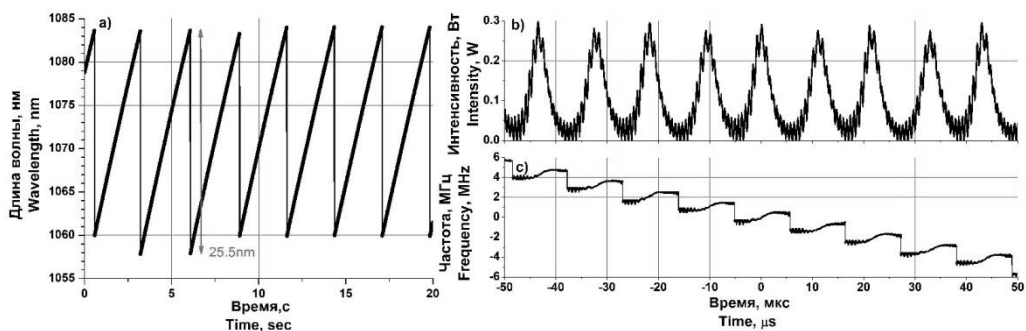 a)
Длина волны, нм
Wavelength, nm
1085
1080
1075
1070
1065
1060
1055
25.5nm
0 5 10 15 20
Время,с
Time, sec
b)
Интенсивность, Вт
Intensity, W
0.3
0.2
0.1
0.0
c)
Частота, МГц
Frequency, MHz
6
4
2
0
-2
-4
-6
-50 -40 -30 -20 -10 0 10 20 30 40 50
Время, мкс
Time, μs